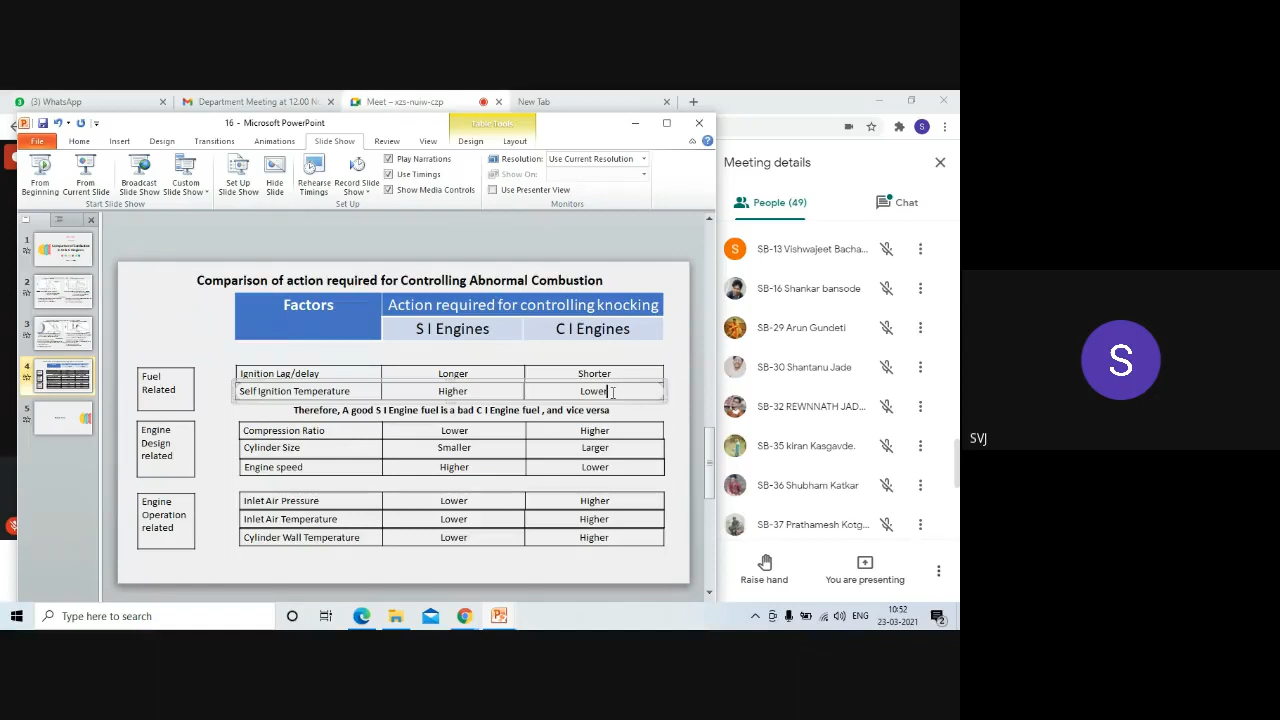 (3) WhatsApp
Department Meeting at 12.00 N
Meet – xzs-nuiw-czp
New Tab
16 - Microsoft PowerPoint
Table Tools
File Home Insert Design Transitions Animations Slide Show Review View Design Layout
From Beginning
From Current Slide
Broadcast Slide Show
Custom Slide Show
Start Slide Show
Set Up Slide Show
Hide Slide
Rehearse Timings
Record Slide Show
Play Narrations
Use Timings
Show Media Controls
Set Up
Resolution: Use Current Resolution
Show On:
Use Presenter View
Monitors
1
2
3
4
5
Comparison of action required for Controlling Abnormal Combustion
Factors Action required for controlling knocking
S I Engines C I Engines
Fuel Related
Ignition Lag/delay Longer Shorter
Self Ignition Temperature Higher Lower
Therefore, A good S I Engine fuel is a bad C I Engine fuel , and vice versa
Engine Design related
Compression Ratio Lower Higher
Cylinder Size Smaller Larger
Engine speed Higher Lower
Engine Operation related
Inlet Air Pressure Lower Higher
Inlet Air Temperature Lower Higher
Cylinder Wall Temperature Lower Higher
Meeting details
People (49) Chat
SB-13 Vishwajeet Bacha...
SB-16 Shankar bansode
SB-29 Arun Gundeti
SB-30 Shantanu Jade
SB-32 REWNNATH JAD...
SB-35 kiran Kasgavde.
SB-36 Shubham Katkar
SB-37 Prathamesh Kotg...
Raise hand You are presenting
Type here to search
ENG
10:52
23-03-2021
S
SVJ